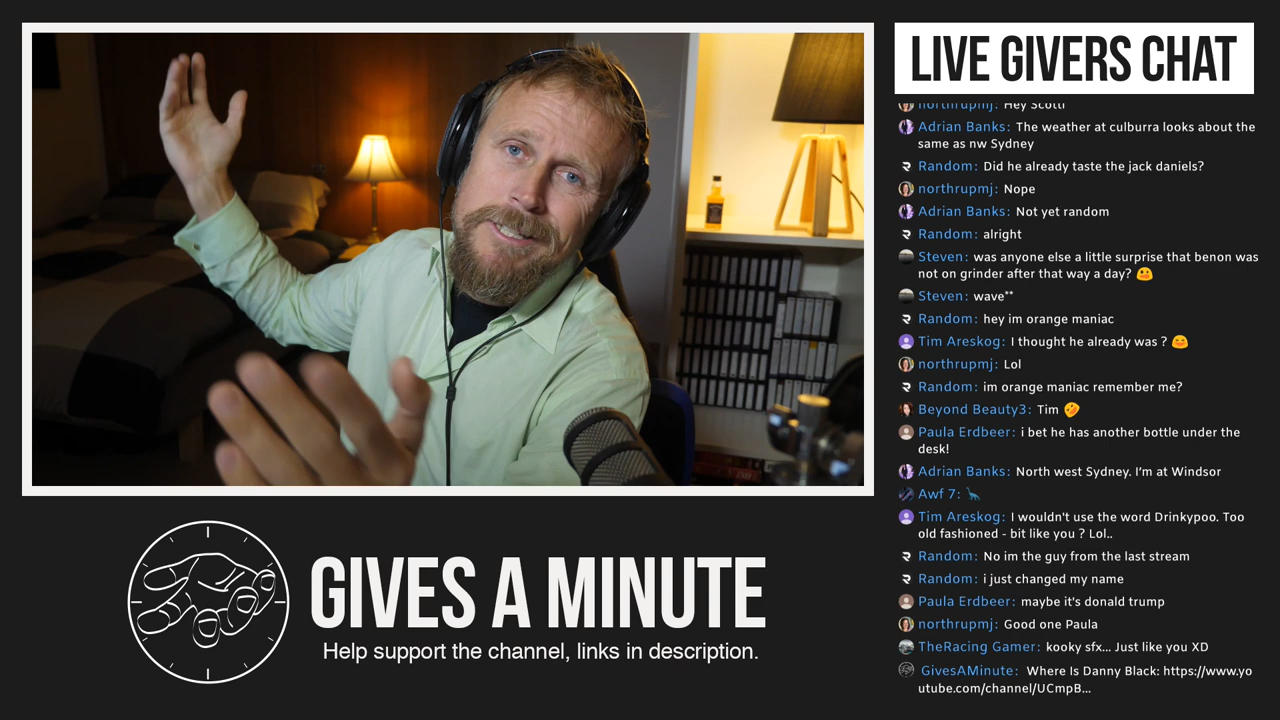 LIVE GIVERS CHAT
northrupmj: Hey Scotti
Adrian Banks: The weather at culburra looks about the
same as nw Sydney
Random: Did he already taste the jack daniels?
northrupmj: Nope
Adrian Banks: Not yet random
Random: alright
Steven: was anyone else a little surprise that benon was
not on grinder after that way a day?
Steven: wave**
Random: hey im orange maniac
Tim Areskog: I thought he already was ?
northrupmj: Lol
Random: im orange maniac remember me?
Beyond Beauty3: Tim
Paula Erdbeer: i bet he has another bottle under the
desk!
Adrian Banks: North west Sydney. I'm at Windsor
Awf 7:
Tim Areskog: I wouldn't use the word Drinkypoo. Too
old fashioned - bit like you ? Lol..
Random: No im the guy from the last stream
Random: i just changed my name
Paula Erdbeer: maybe it's donald trump
northrupmj: Good one Paula
TheRacing Gamer: kooky sfx... Just like you XD
GivesAMinute: Where Is Danny Black: https://www.yo
utube.com/channel/UCmpB...
GIVES A MINUTE
Help support the channel, links in description.